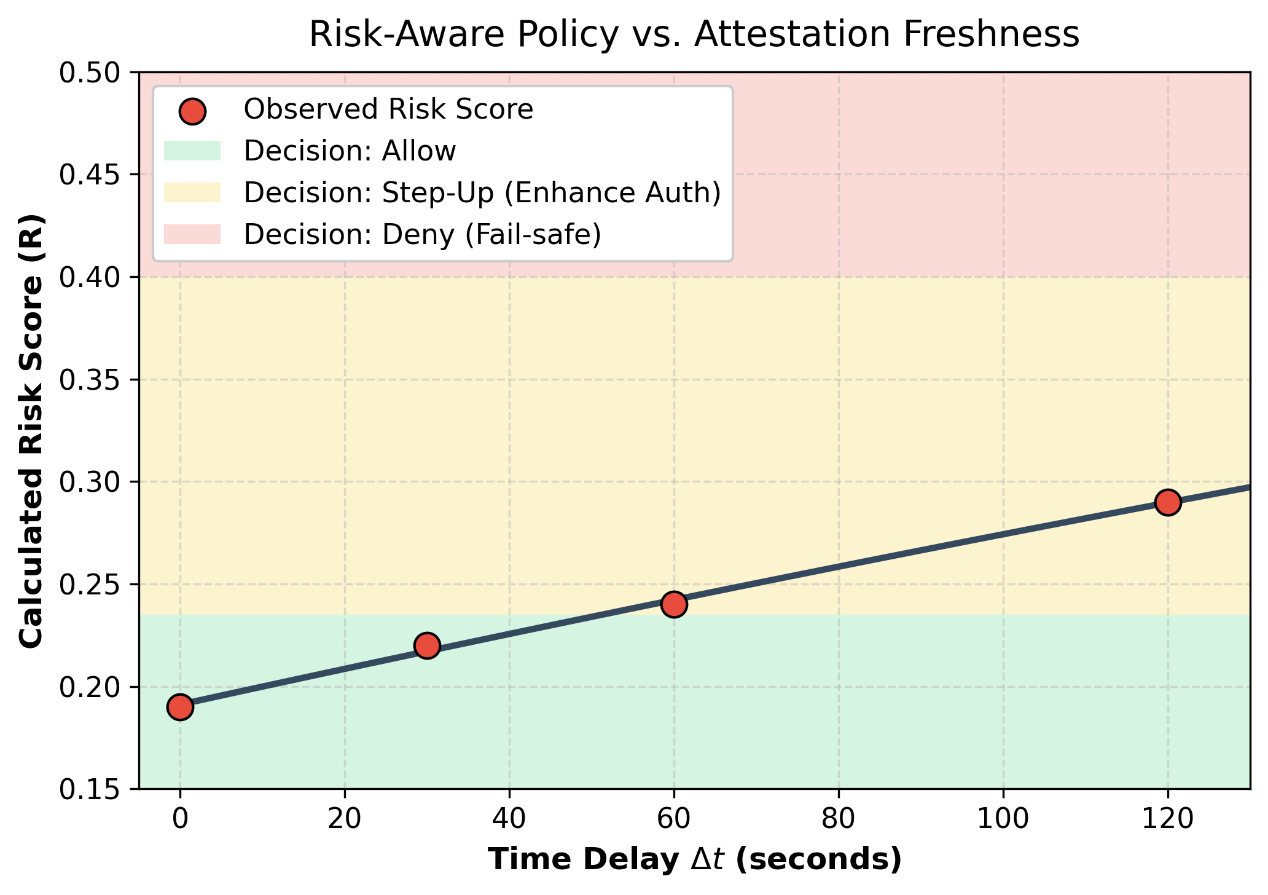 Risk-Aware Policy vs. Attestation Freshness
Observed Risk Score
Decision: Allow
Decision: Step-Up (Enhance Auth)
Decision: Deny (Fail-safe)
Calculated Risk Score (R)
0.50
0.45
0.40
0.35
0.30
0.25
0.20
0.15
0 20 40 60 80 100 120
Time Delay Δt (seconds)